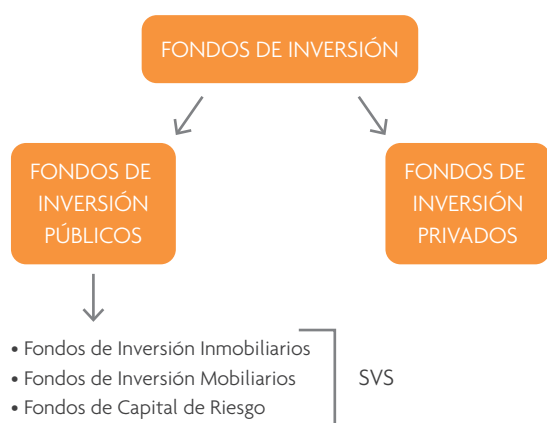 FONDOS DE INVERSIÓN
FONDOS DE
INVERSIÓN
PÚBLICOS
FONDOS DE
INVERSIÓN
PRIVADOS
• Fondos de Inversión Inmobiliarios
• Fondos de Inversión Mobiliarios
• Fondos de Capital de Riesgo
SVS